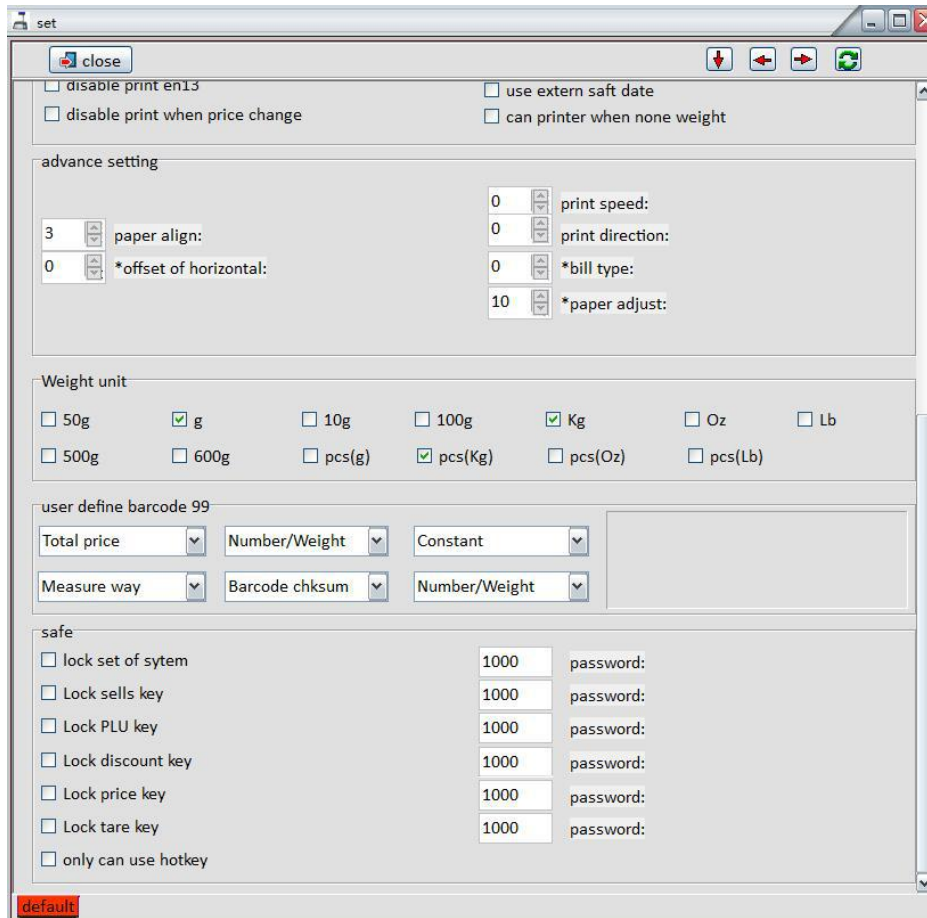 set
close
disable print en13
use extern saft date
disable print when price change
can printer when none weight
advance setting
0 print speed:
3 paper align:
0 print direction:
0 *offset of horizontal:
0 *bill type:
10 *paper adjust:
Weight unit
50g g 10g 100g Kg Oz Lb
500g 600g pcs(g) pcs(Kg) pcs(Oz) pcs(Lb)
user define barcode 99
Total price Number/Weight Constant
Measure way Barcode chksum Number/Weight
safe
lock set of sytem 1000 password:
Lock sells key 1000 password:
Lock PLU key 1000 password:
Lock discount key 1000 password:
Lock price key 1000 password:
Lock tare key 1000 password:
only can use hotkey
default